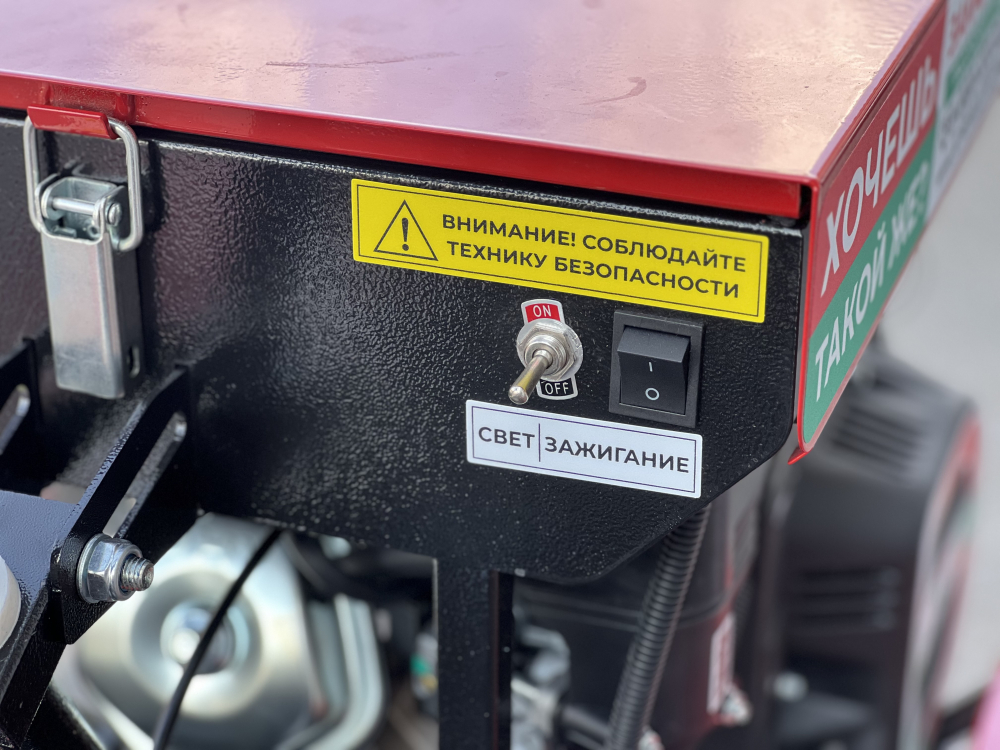 ВНИМАНИЕ! СОБЛЮДАЙТЕ
ТЕХНИКУ БЕЗОПАСНОСТИ
ON
OFF
I
O
СВЕТ ЗАЖИГАНИЕ
ХОЧЕШЬ
ТАКОЙ ЖЕ?